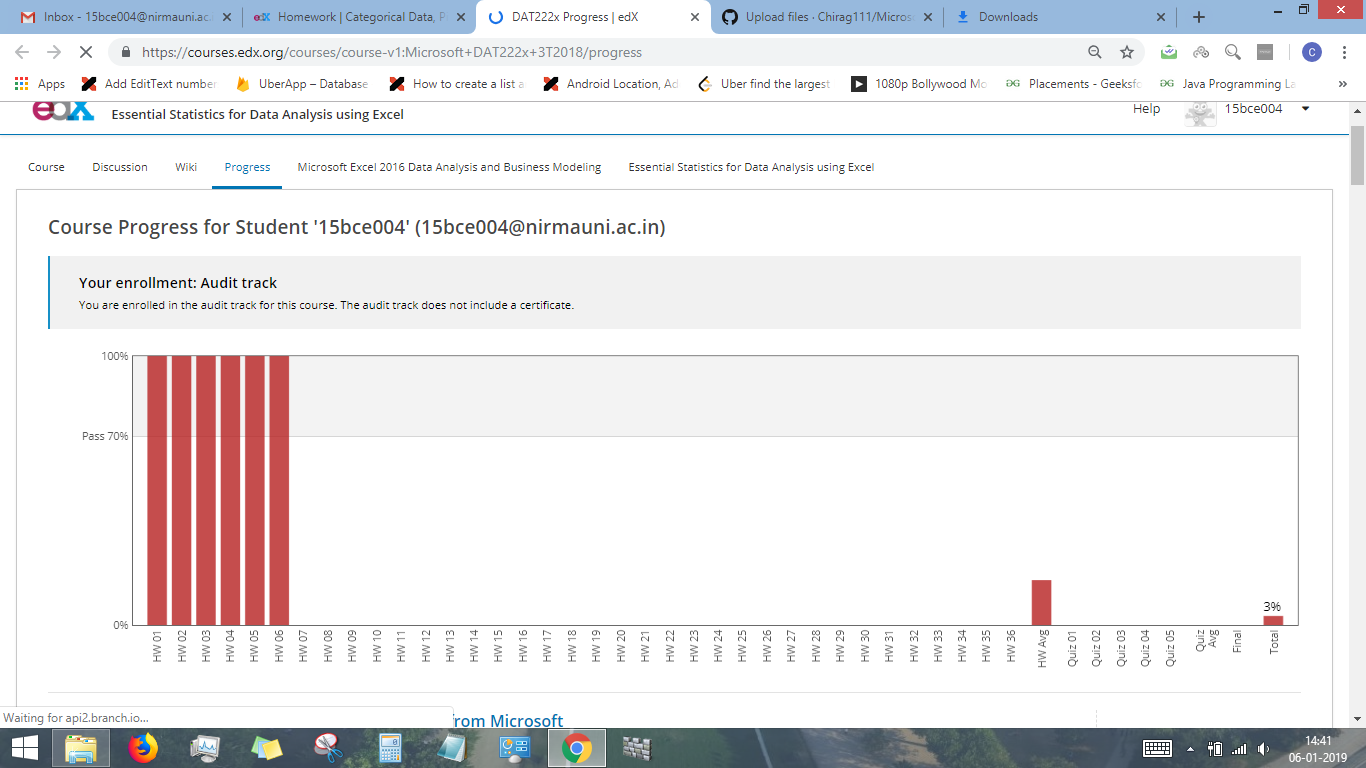 Inbox - 15bce004@nirmauni.ac.
Homework | Categorical Data, P
DAT222x Progress | edX
Upload files · Chirag111/Micros
Downloads
https://courses.edx.org/courses/course-v1:Microsoft+DAT222x+3T2018/progress
C
Apps
Add EditText number
UberApp – Database
How to create a list a
Android Location, Ad
Uber find the largest
1080p Bollywood Mo
Placements - Geeksfo
Java Programming La
»
edX
Essential Statistics for Data Analysis using Excel
Help
15bce004
Course
Discussion
Wiki
Progress
Microsoft Excel 2016 Data Analysis and Business Modeling
Essential Statistics for Data Analysis using Excel
Course Progress for Student '15bce004' (15bce004@nirmauni.ac.in)
Your enrollment: Audit track
You are enrolled in the audit track for this course. The audit track does not include a certificate.
100%
Pass 70%
0%
3%
HW 01
HW 02
HW 03
HW 04
HW 05
HW 06
HW 07
HW 08
HW 09
HW 10
HW 11
HW 12
HW 13
HW 14
HW 15
HW 16
HW 17
HW 18
HW 19
HW 20
HW 21
HW 22
HW 23
HW 24
HW 25
HW 26
HW 27
HW 28
HW 29
HW 30
HW 31
HW 32
HW 33
HW 34
HW 35
HW 36
HW Avg
Quiz 01
Quiz 02
Quiz 03
Quiz 04
Quiz 05
Quiz
Avg
Final
Total
from Microsoft
Waiting for api2.branch.io...
14:41
06-01-2019